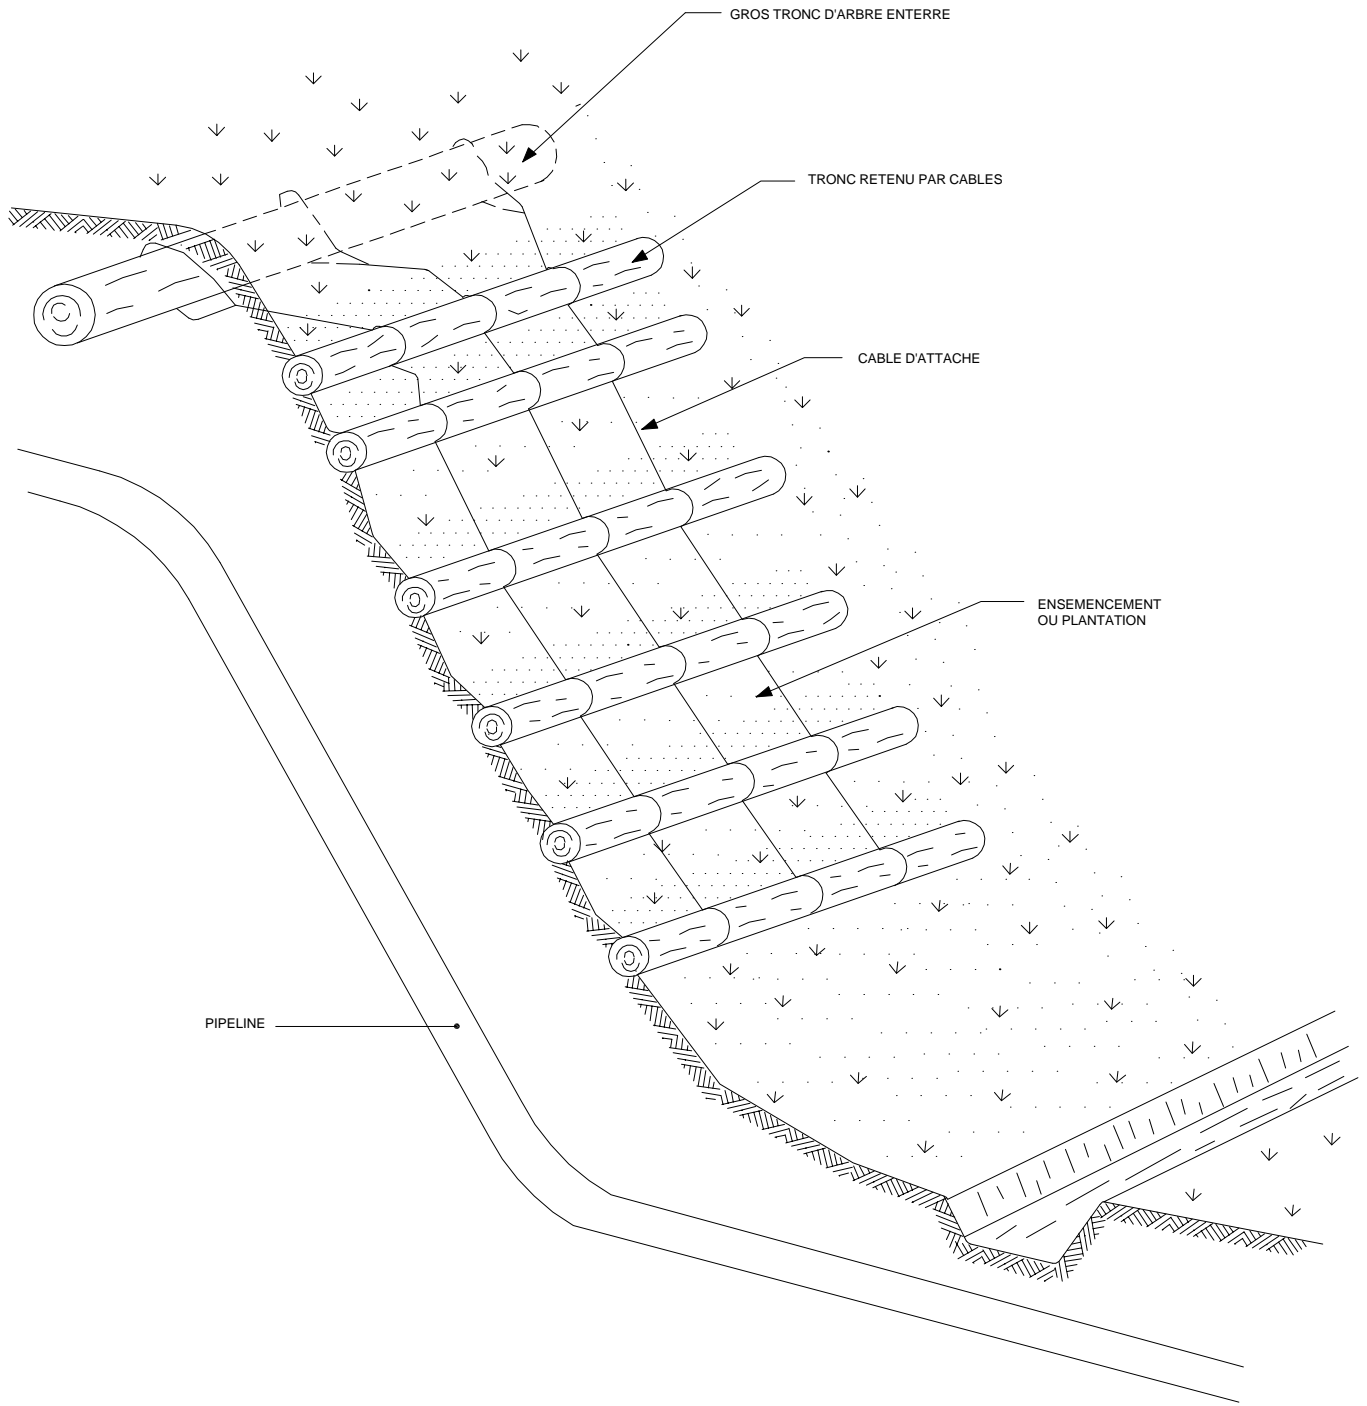 GROS TRONC D'ARBRE ENTERRE
TRONC RETENU PAR CABLES
CABLE D'ATTACHE
ENSEMENCEMENT
OU PLANTATION
PIPELINE